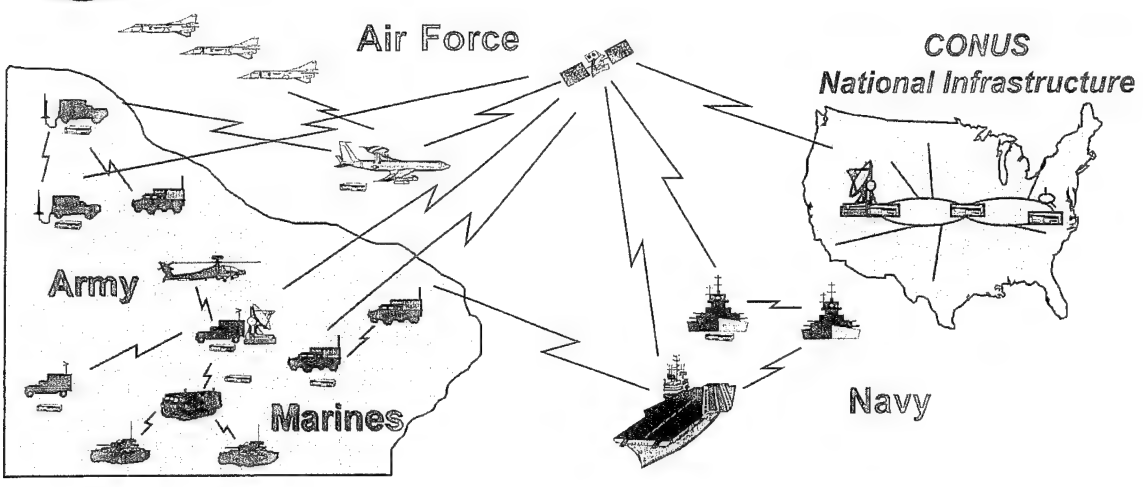 Air Force
CONUS
National Infrastructure
Army
Marines
Navy